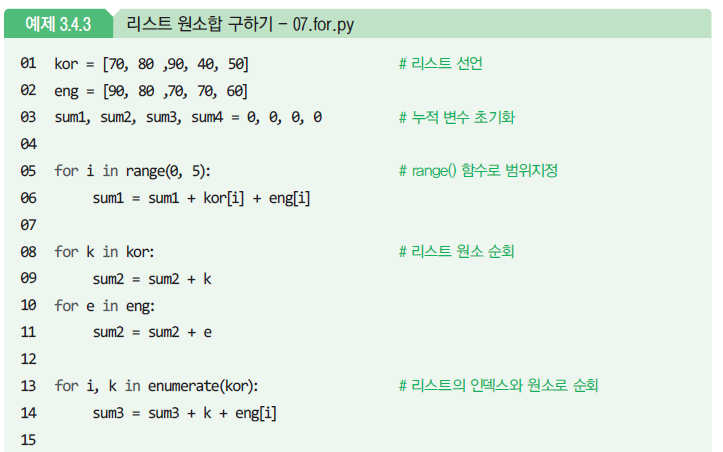 예제 3.4.3 리스트 원소합 구하기 - 07.for.py
01 kor = [70, 80 ,90, 40, 50] # 리스트 선언
02 eng = [90, 80 ,70, 70, 60]
03 sum1, sum2, sum3, sum4 = 0, 0, 0, 0 # 누적 변수 초기화
04
05 for i in range(0, 5): # range() 함수로 범위지정
06 sum1 = sum1 + kor[i] + eng[i]
07
08 for k in kor: # 리스트 원소 순회
09 sum2 = sum2 + k
10 for e in eng:
11 sum2 = sum2 + e
12
13 for i, k in enumerate(kor): # 리스트의 인덱스와 원소로 순회
14 sum3 = sum3 + k + eng[i]
15